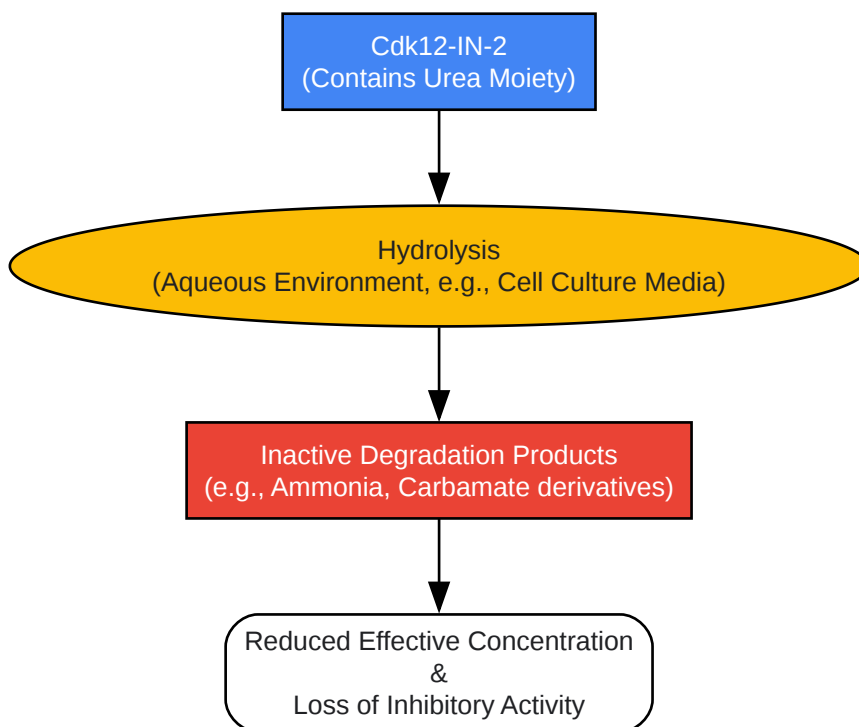 Cdk12-IN-2
(Contains Urea Moiety)
Hydrolysis
(Aqueous Environment, e.g., Cell Culture Media)
Inactive Degradation Products
(e.g., Ammonia, Carbamate derivatives)
Reduced Effective Concentration
&
Loss of Inhibitory Activity